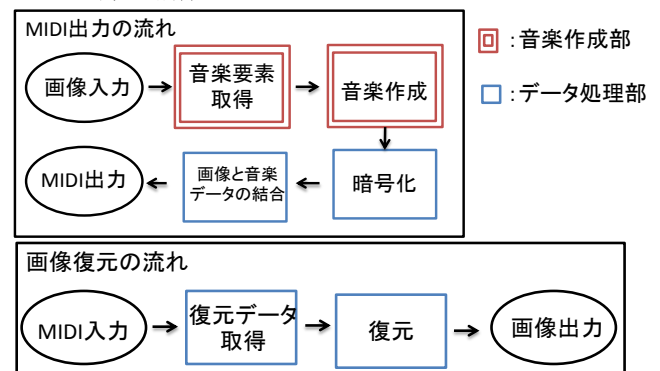 MIDI出力の流れ
画像入力
音楽要素
取得
音楽作成
:音楽作成部
:データ処理部
MIDI出力
画像と音楽
データの結合
暗号化
画像復元の流れ
MIDI入力
復元データ
取得
復元
画像出力